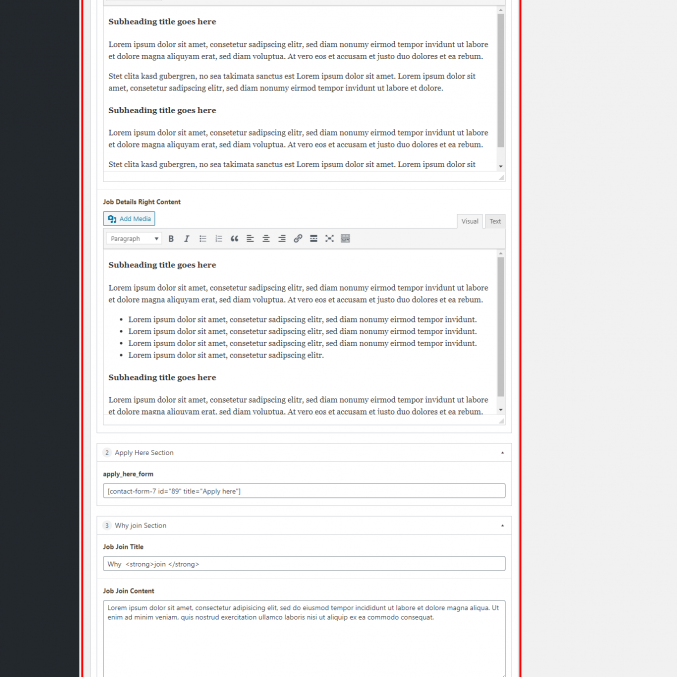 Subheading title goes here
Lorem ipsum dolor sit amet, consetetur sadipscing elitr, sed diam nonumy eirmod tempor invidunt ut labore
et dolore magna aliquyam erat, sed diam voluptua. At vero eos et accusam et justo duo dolores et ea rebum.
Stet clita kasd gubergren, no sea takimata sanctus est Lorem ipsum dolor sit amet. Lorem ipsum dolor sit
amet, consetetur sadipscing elitr, sed diam nonumy eirmod tempor invidunt ut labore et dolore.
Subheading title goes here
Lorem ipsum dolor sit amet, consetetur sadipscing elitr, sed diam nonumy eirmod tempor invidunt ut labore
et dolore magna aliquyam erat, sed diam voluptua. At vero eos et accusam et justo duo dolores et ea rebum.
Stet clita kasd gubergren, no sea takimata sanctus est Lorem ipsum dolor sit amet. Lorem ipsum dolor sit
Job Details Right Content
Add Media
Visual Text
Paragraph
Subheading title goes here
Lorem ipsum dolor sit amet, consetetur sadipscing elitr, sed diam nonumy eirmod tempor invidunt ut labore
et dolore magna aliquyam erat, sed diam voluptua. At vero eos et accusam et justo duo dolores et ea rebum.
• Lorem ipsum dolor sit amet, consetetur sadipscing elitr, sed diam nonumy eirmod tempor invidunt.
• Lorem ipsum dolor sit amet, consetetur sadipscing elitr, sed diam nonumy eirmod tempor invidunt.
• Lorem ipsum dolor sit amet, consetetur sadipscing elitr, sed diam nonumy eirmod tempor invidunt.
• Lorem ipsum dolor sit amet, consetetur sadipscing elitr.
Subheading title goes here
Lorem ipsum dolor sit amet, consetetur sadipscing elitr, sed diam nonumy eirmod tempor invidunt ut labore
et dolore magna aliquyam erat, sed diam voluptua. At vero eos et accusam et justo duo dolores et ea rebum.
2 Apply Here Section
apply_here_form
[contact-form-7 id="89" title="Apply here"]
3 Why join Section
Job Join Title
Why <strong>join </strong>
Job Join Content
Lorem ipsum dolor sit amet, consectetur adipisicing elit, sed do eiusmod tempor incididunt ut labore et dolore magna aliqua. Ut
enim ad minim veniam, quis nostrud exercitation ullamco laboris nisi ut aliquip ex ea commodo consequat.